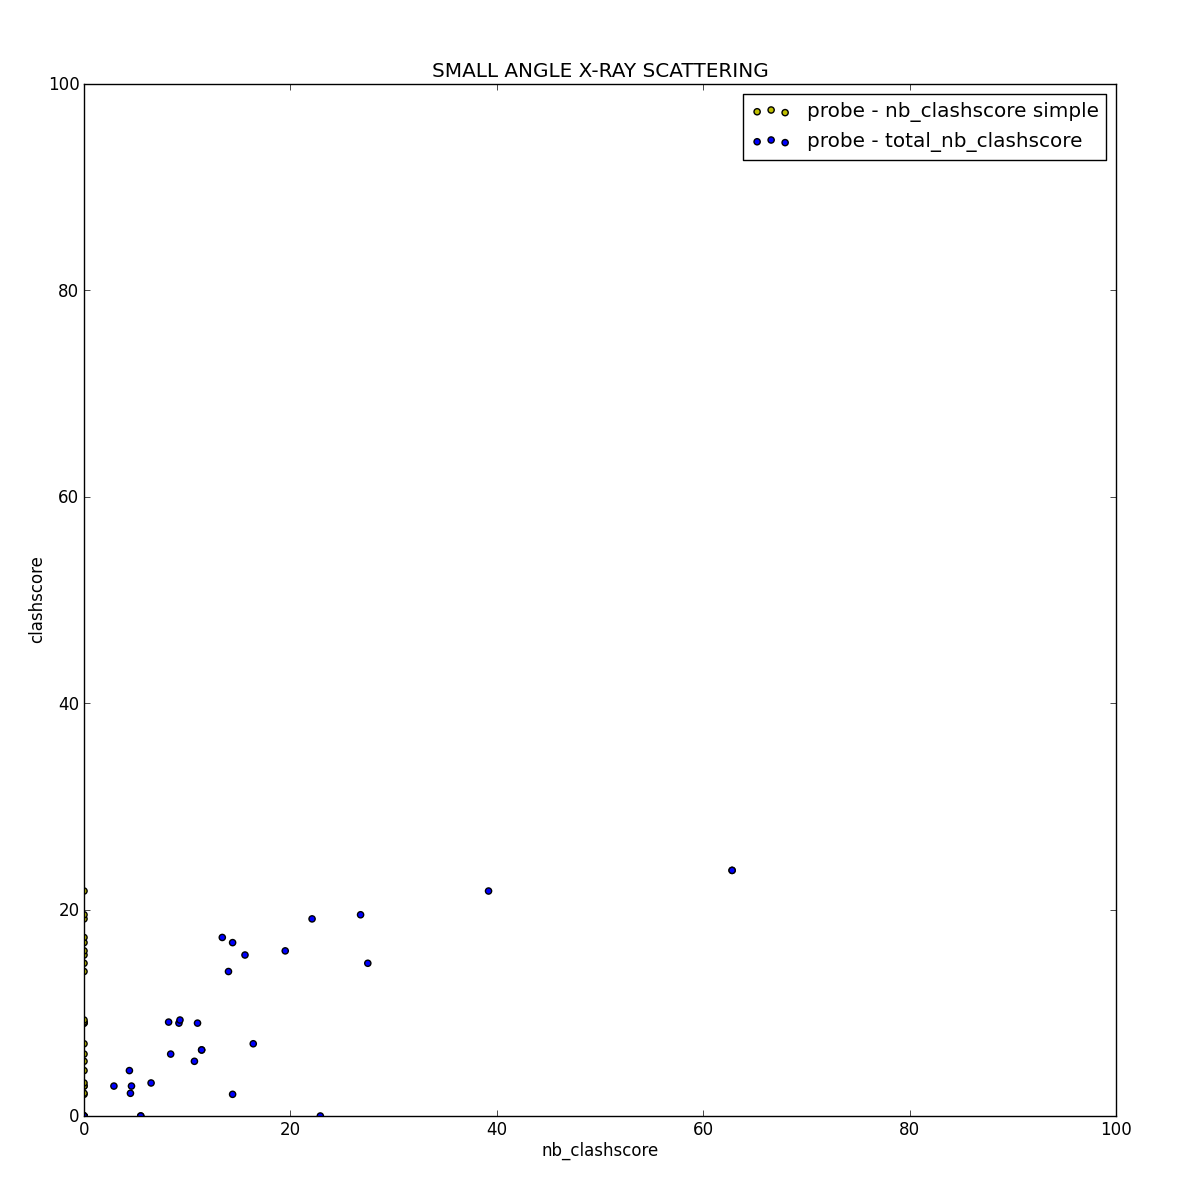 SMALL ANGLE X-RAY SCATTERING
100
probe - nb_clashscore simple
probe - total_nb_clashscore
80
60
clashscore
40
20
0
0 20 40 60 80 100
nb_clashscore